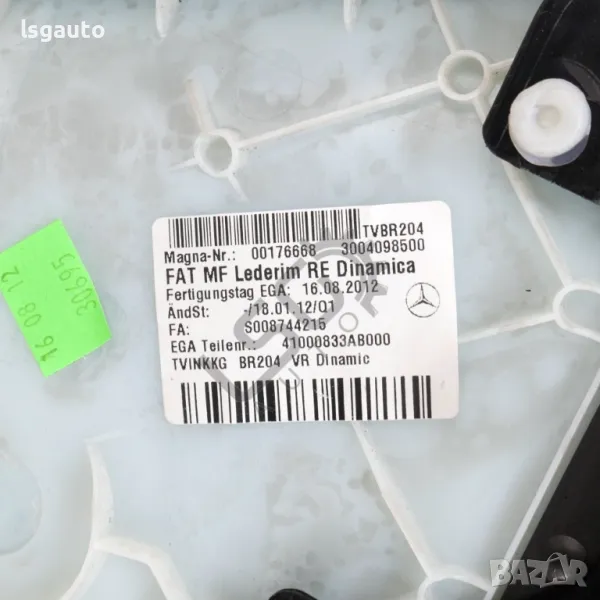 lsgauto
TVBR204
Magna-Nr.: 00176668 3004098500
FAT MF Lederim RE Dinamica
Fertigungstag EGA: 16.08.2012
ÄndSt: -/18.01.12/Q1
FA: S008744215
EGA Teilenr.: 41000833AB000
TVINKKG BR204 VR Dinamic
16 08 12
30695
BAZAR